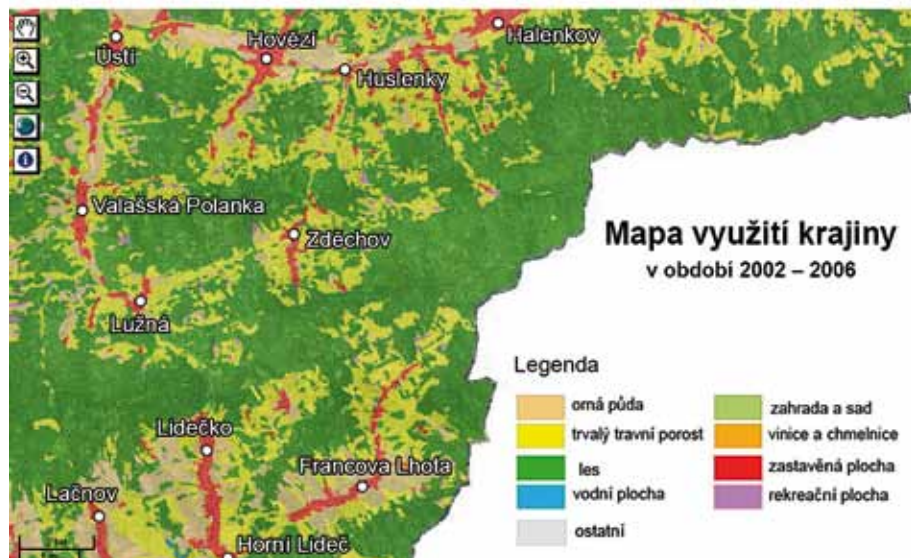 Ústí
Hovězí
Halenkov
Huslenky
Valašská Polanka
Zděchov
Lužná
Mapa využití krajiny
v období 2002 – 2006
Legenda
orná půda
trvalý travní porost
les
vodní plocha
ostatní
zahrada a sad
vinice a chmelnice
zastavěná plocha
rekreační plocha
Lidečko
Francova Lhota
Lačnov
Horní Lideč